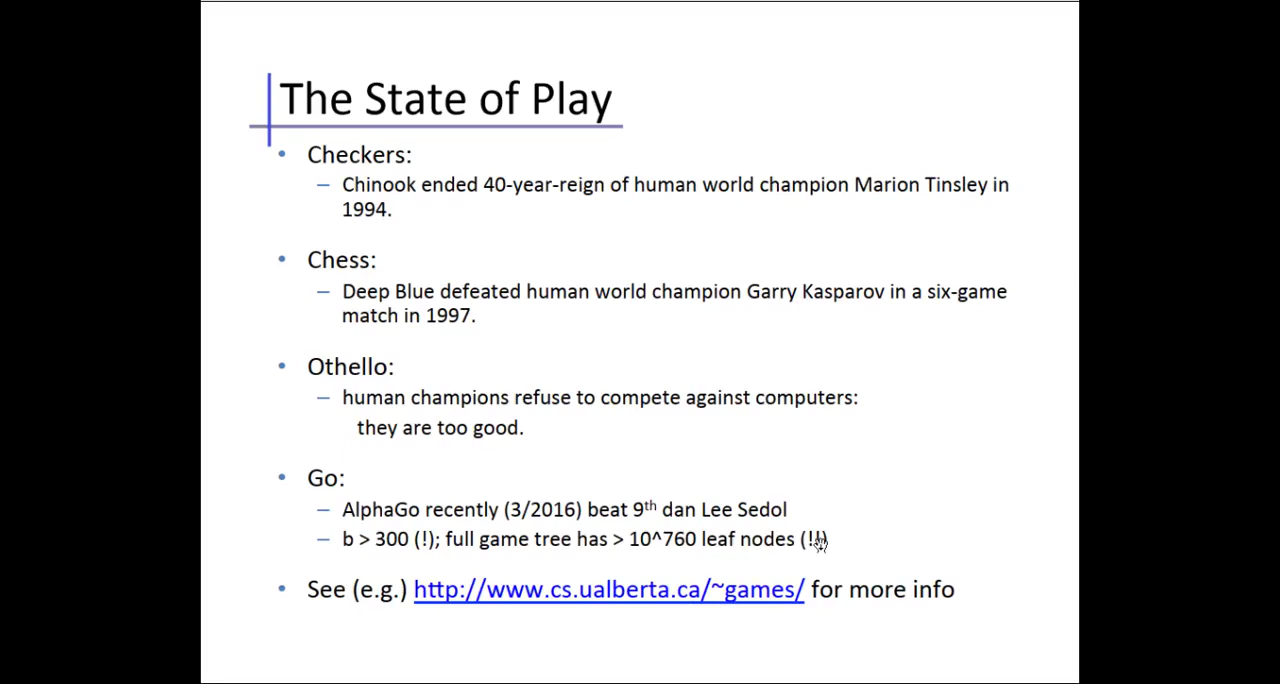 The State of Play
• Checkers:
– Chinook ended 40-year-reign of human world champion Marion Tinsley in
1994.
• Chess:
– Deep Blue defeated human world champion Garry Kasparov in a six-game
match in 1997.
• Othello:
– human champions refuse to compete against computers:
they are too good.
• Go:
– AlphaGo recently (3/2016) beat 9th dan Lee Sedol
– b > 300 (!); full game tree has > 10^760 leaf nodes (!!)
• See (e.g.) http://www.cs.ualberta.ca/~games/ for more info